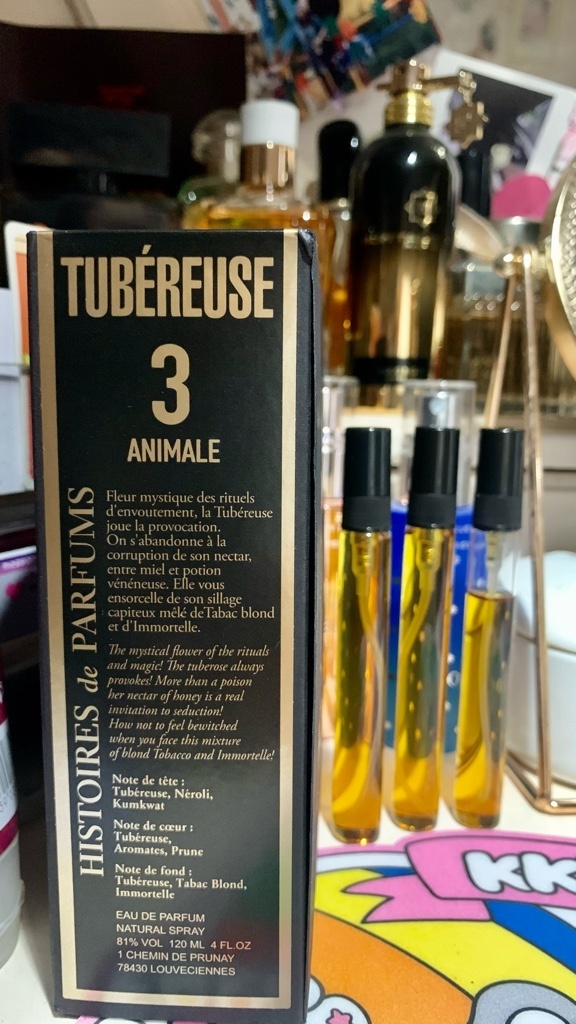 TUBÉREUSE
3
ANIMALE
HISTOIRES de PARFUMS
Fleur mystique des rituels
d'envoutement, la Tubéreuse
joue la provocation.
On s'abandonne à la
corruption de son nectar,
entre miel et potion
vénéneuse. Elle vous
ensorcelle de son sillage
capiteux mêlé deTabac blond
et d'Immortelle.
The mystical flower of the rituals
and magic! The tuberose always
provokes! More than a poison
her nectar of honey is a real
invitation to seduction!
How not to feel bewitched
when you face this mixture
of blond Tobacco and Immortelle!
Note de tête :
Tubéreuse, Néroli,
Kumkwat
Note de cœur :
Tubéreuse,
Aromates, Prune
Note de fond :
Tubéreuse, Tabac Blond,
Immortelle
EAU DE PARFUM
NATURAL SPRAY
81% VOL 120 ML 4 FL.OZ
1 CHEMIN DE PRUNAY
78430 LOUVECIENNES
KK